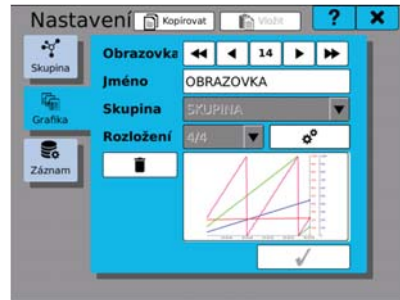 Nastavení Kopírovat Vložit ?
Skupina
Grafika
Záznam
Obrazovka 14
Jméno OBRAZOVKA
Skupina SKUPINA
Rozložení 4/4